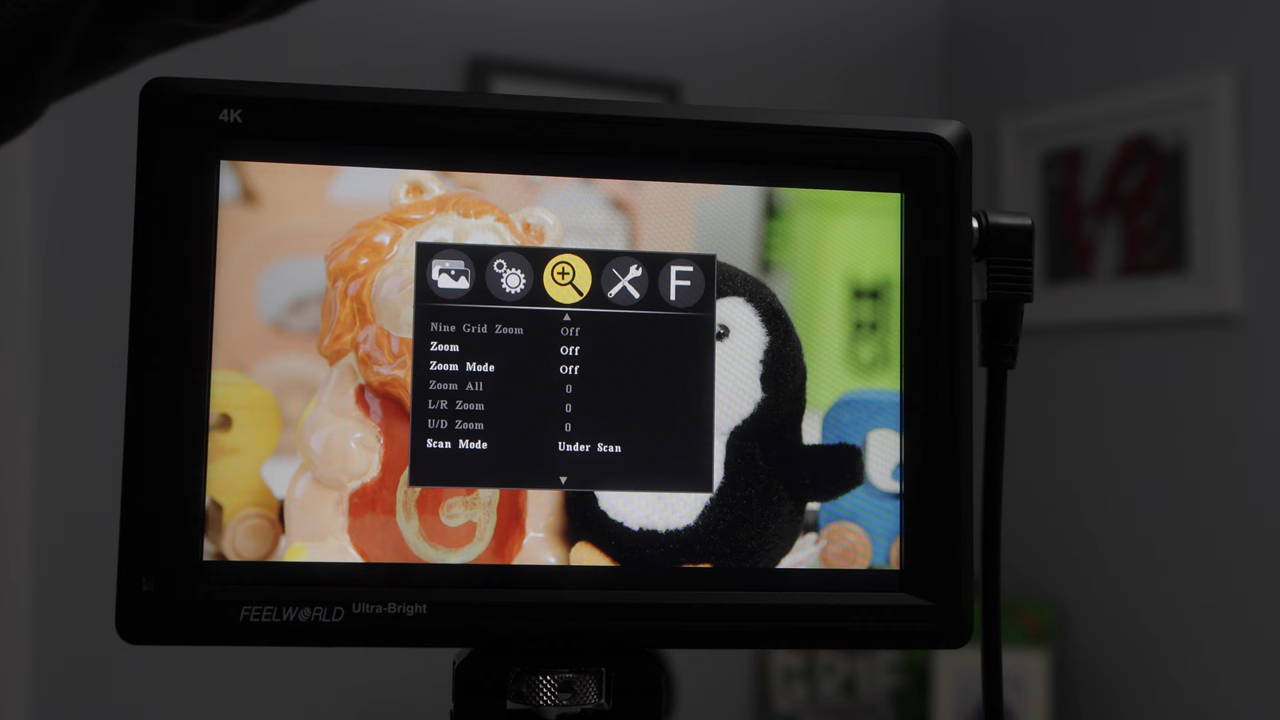 4K
F
Nine Grid Zoom Off
Zoom Off
Zoom Mode Off
Zoom All 0
L/R Zoom 0
U/D Zoom 0
Scan Mode Under Scan
G
FEELWORLD Ultra-Bright